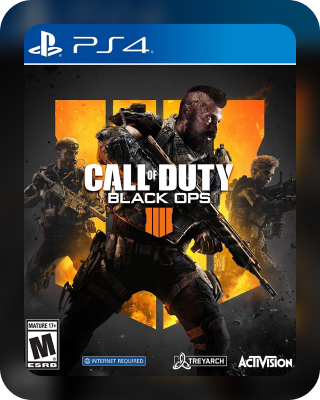 PS4
CALL OF DUTY
BLACK OPS
IIII
MATURE 17+
M
ESRB
INTERNET REQUIRED
TREYARCH
ACTIVISION